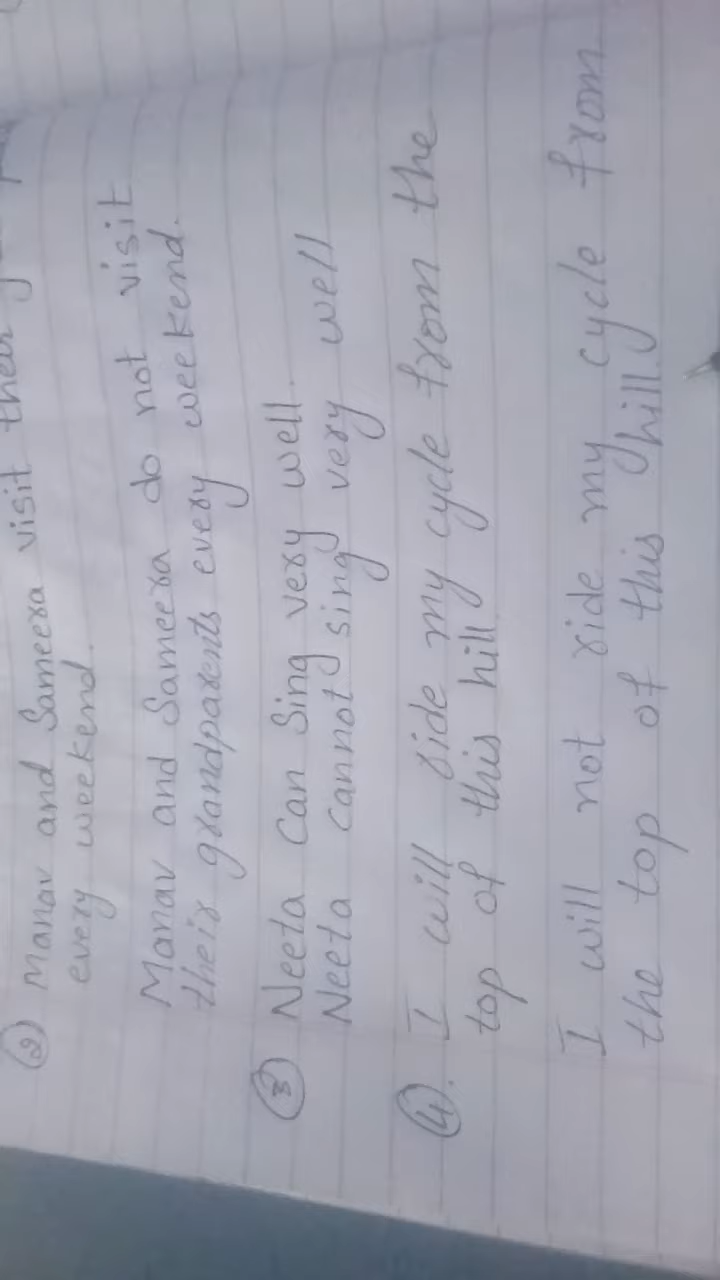 ② Manav and Sameera visit their
every weekend.
Manav and Sameera do not visit
their grandparents every weekend.
③ Neeta Can Sing very well.
Neeta cannot sing very well
④. I will ride my cycle from the
top of this hill.
I will not ride my cycle from
the top of this hill.